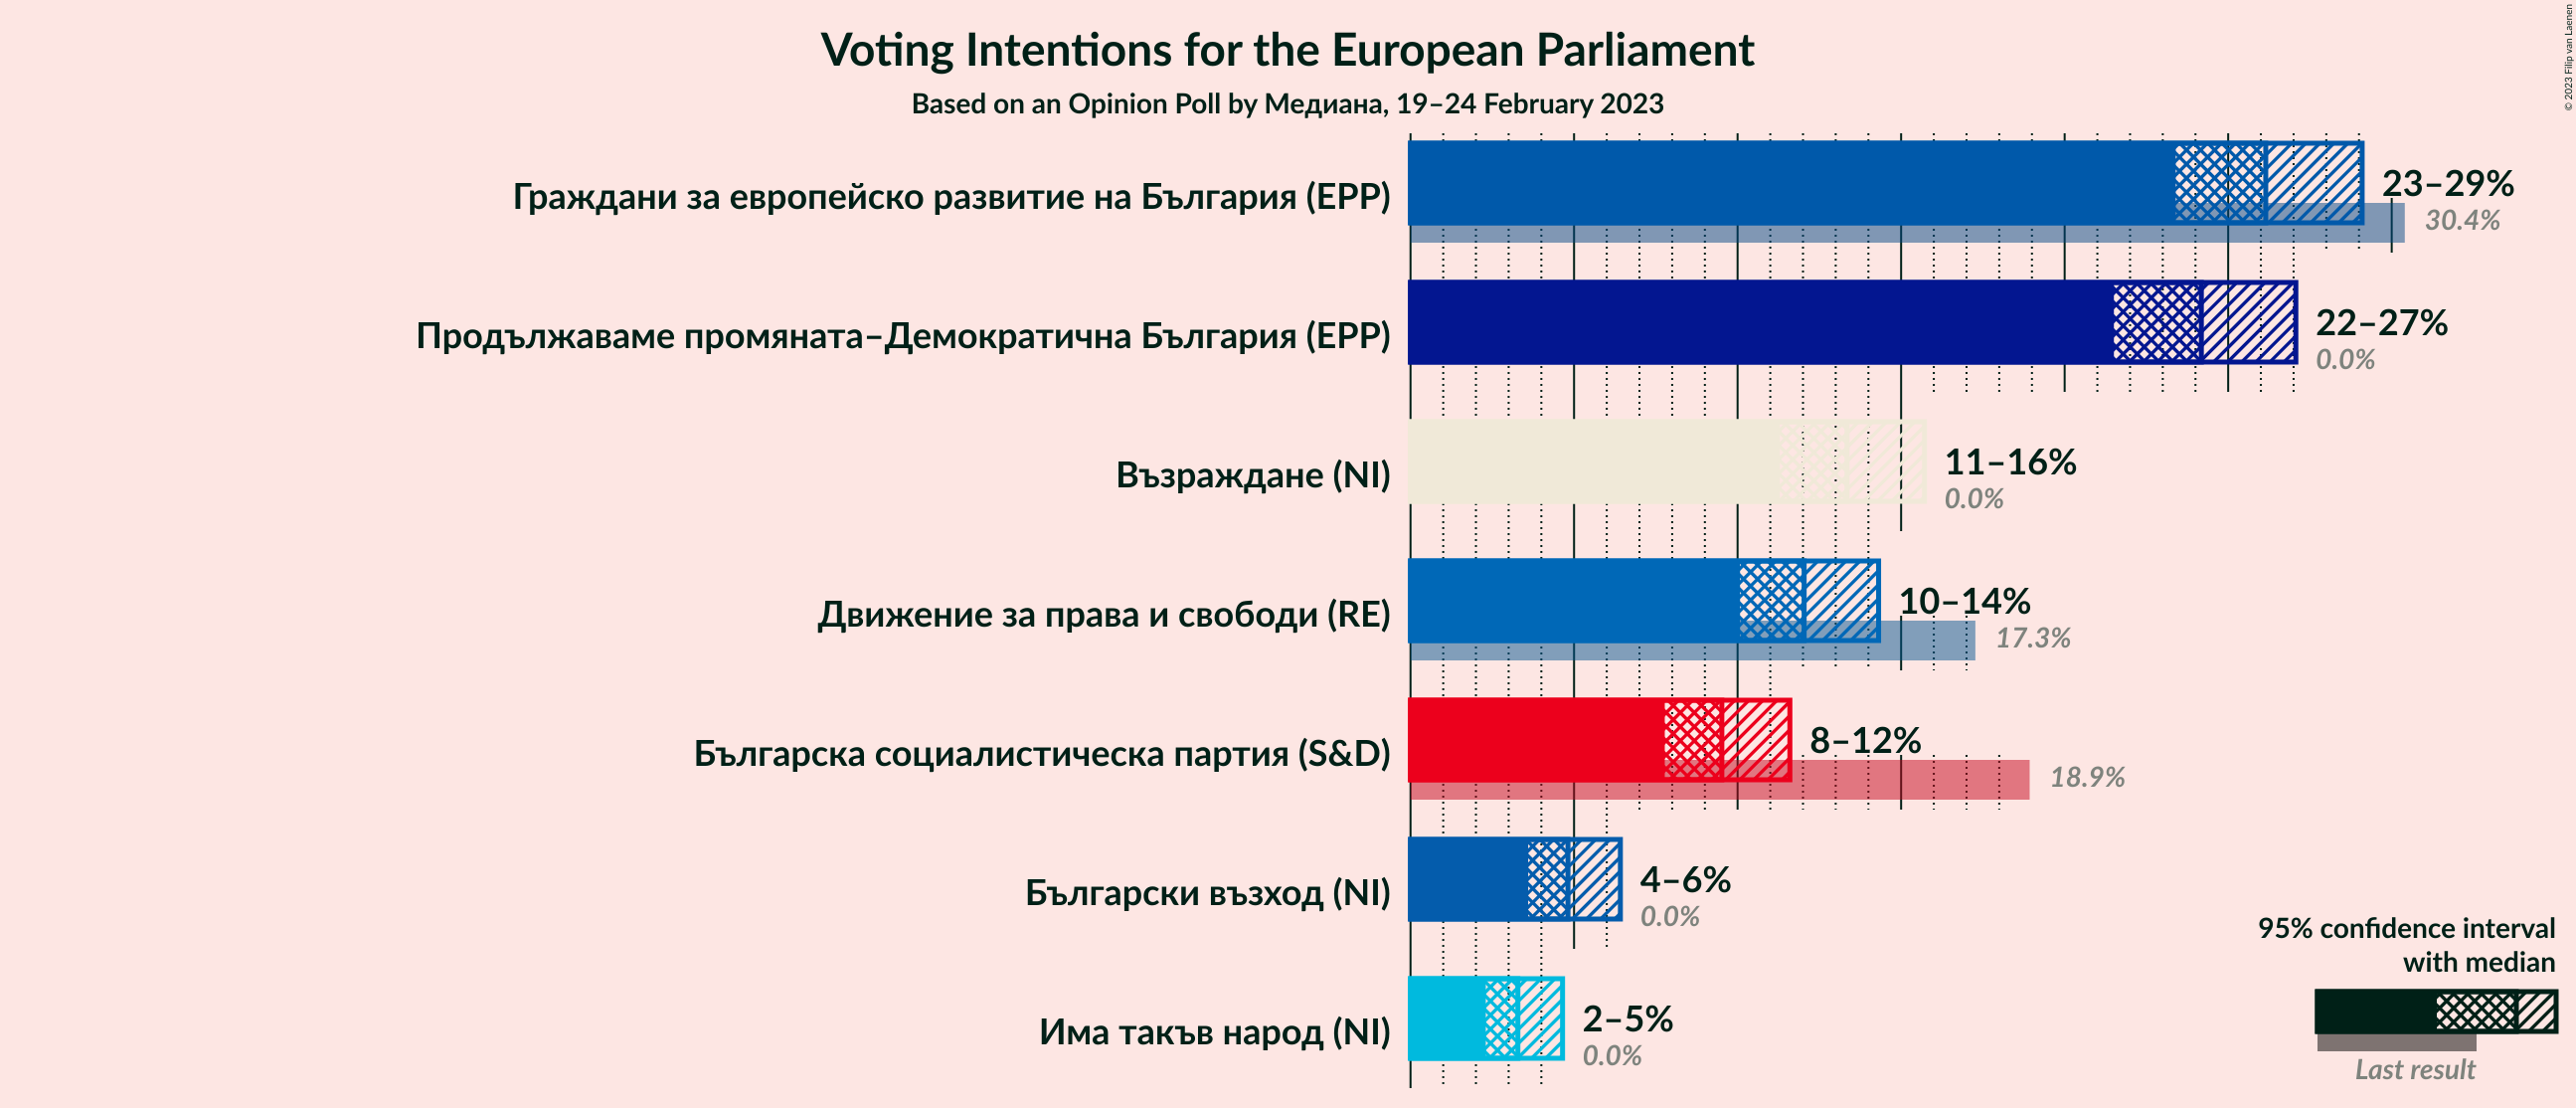 Voting Intentions for the European Parliament
Based on an Opinion Poll by Медиана, 19–24 February 2023
© 2023 Filip van Laenen
Граждани за европейско развитие на България (EPP)
23–29%
30.4%
Продължаваме промяната–Демократична България (EPP)
22–27%
0.0%
Възраждане (NI)
11–16%
0.0%
Движение за права и свободи (RE)
10–14%
17.3%
Българска социалистическа партия (S&D)
8–12%
18.9%
Български възход (NI)
4–6%
0.0%
Има такъв народ (NI)
2–5%
0.0%
95% confidence interval
with median
Last result